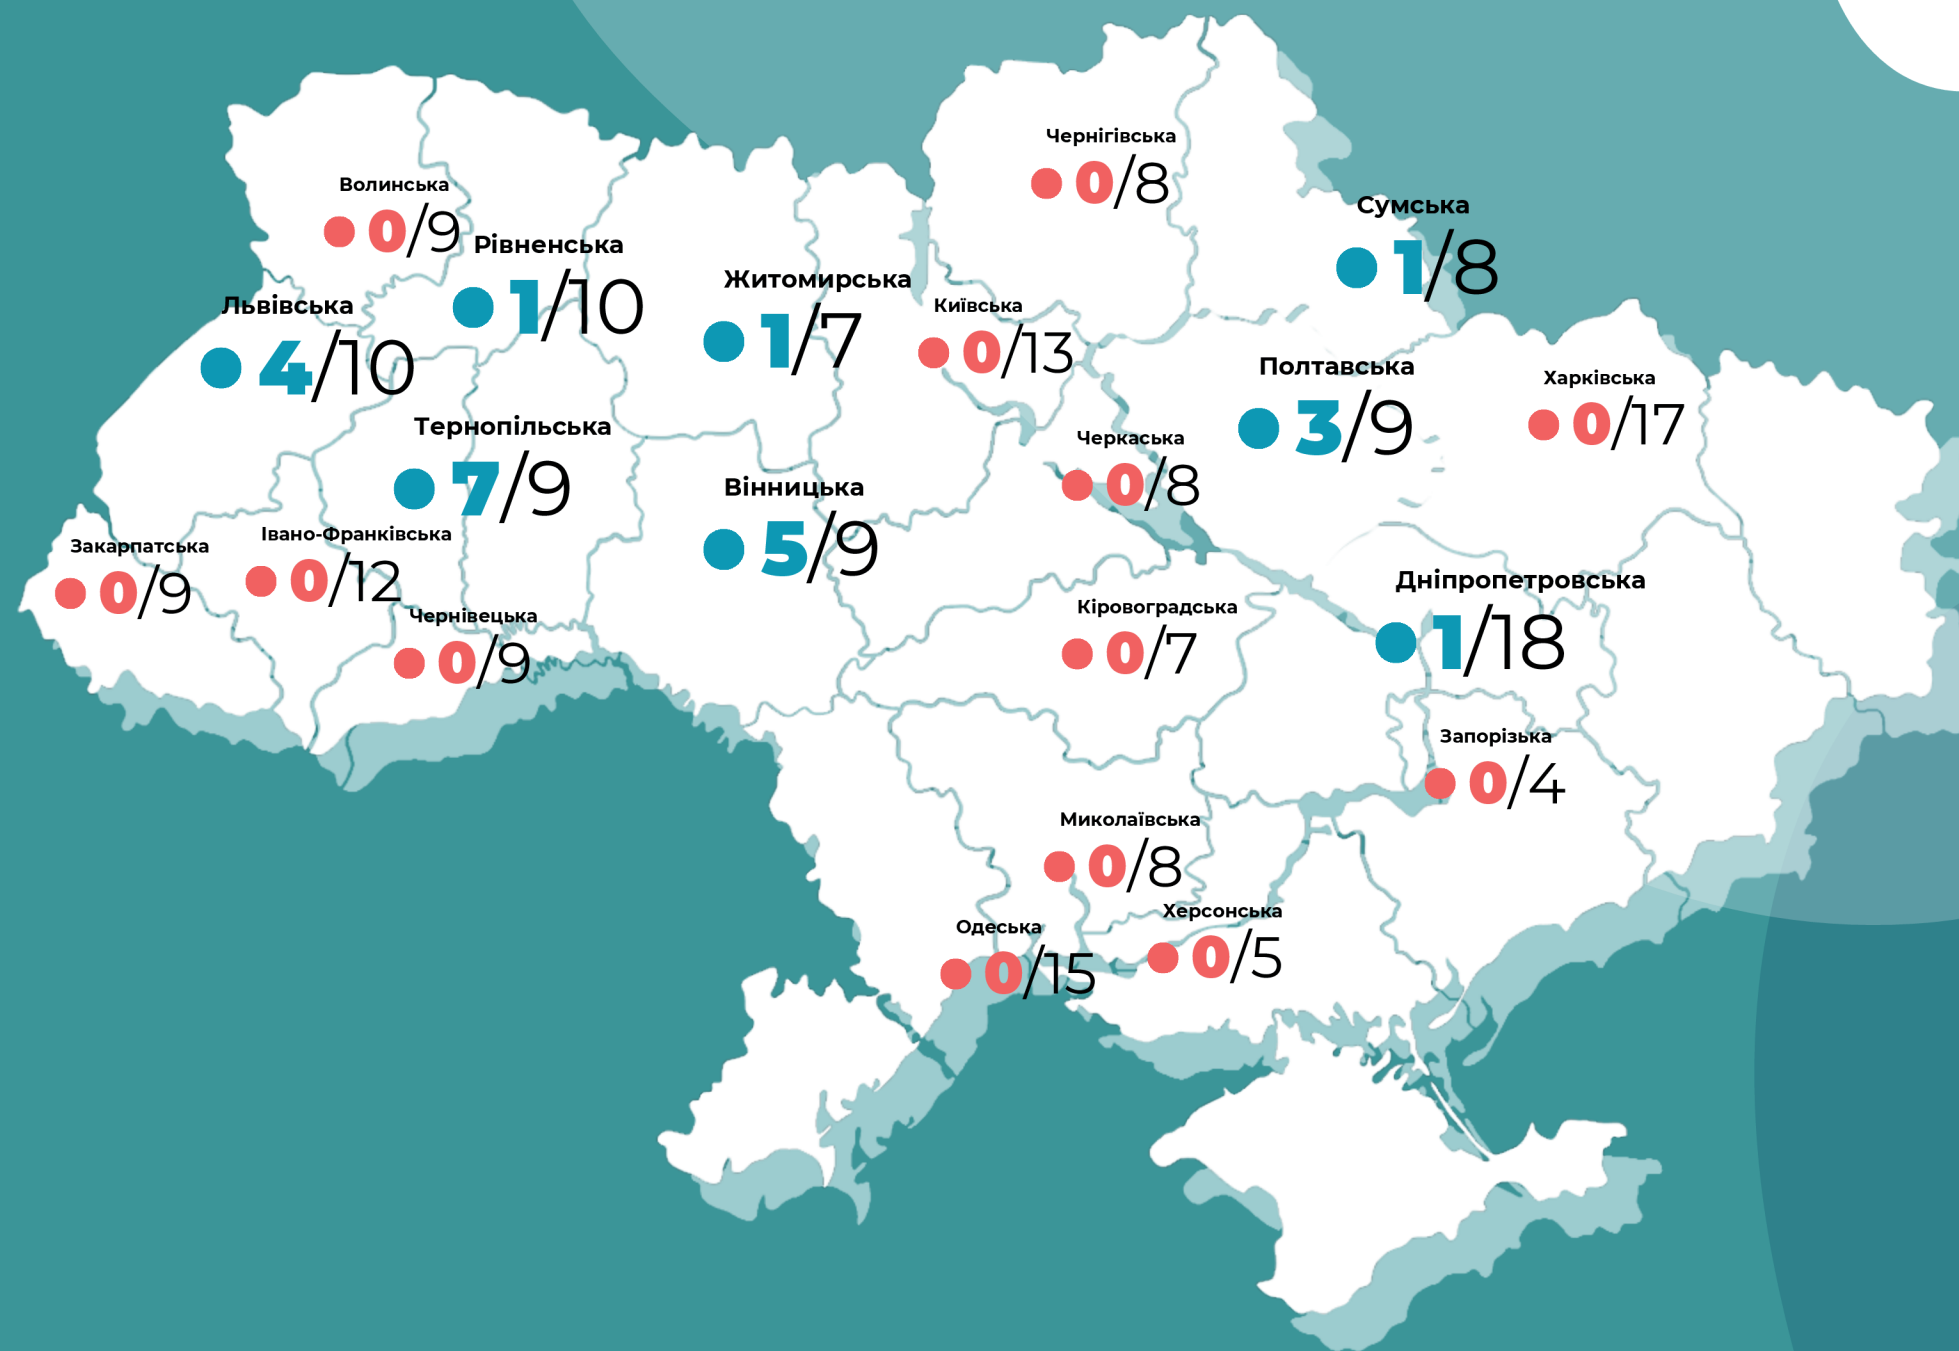 Чернігівська
0/8
Волинська
0/9
Сумська
1/8
Рівненська
1/10
Житомирська
1/7
Львівська
4/10
Київська
0/13
Полтавська
3/9
Харківська
0/17
Тернопільська
7/9
Черкаська
0/8
Вінницька
5/9
Івано-Франківська
0/12
Закарпатська
0/9
Дніпропетровська
1/18
Кіровоградська
0/7
Чернівецька
0/9
Запорізька
0/4
Миколаївська
0/8
Херсонська
0/5
Одеська
0/15